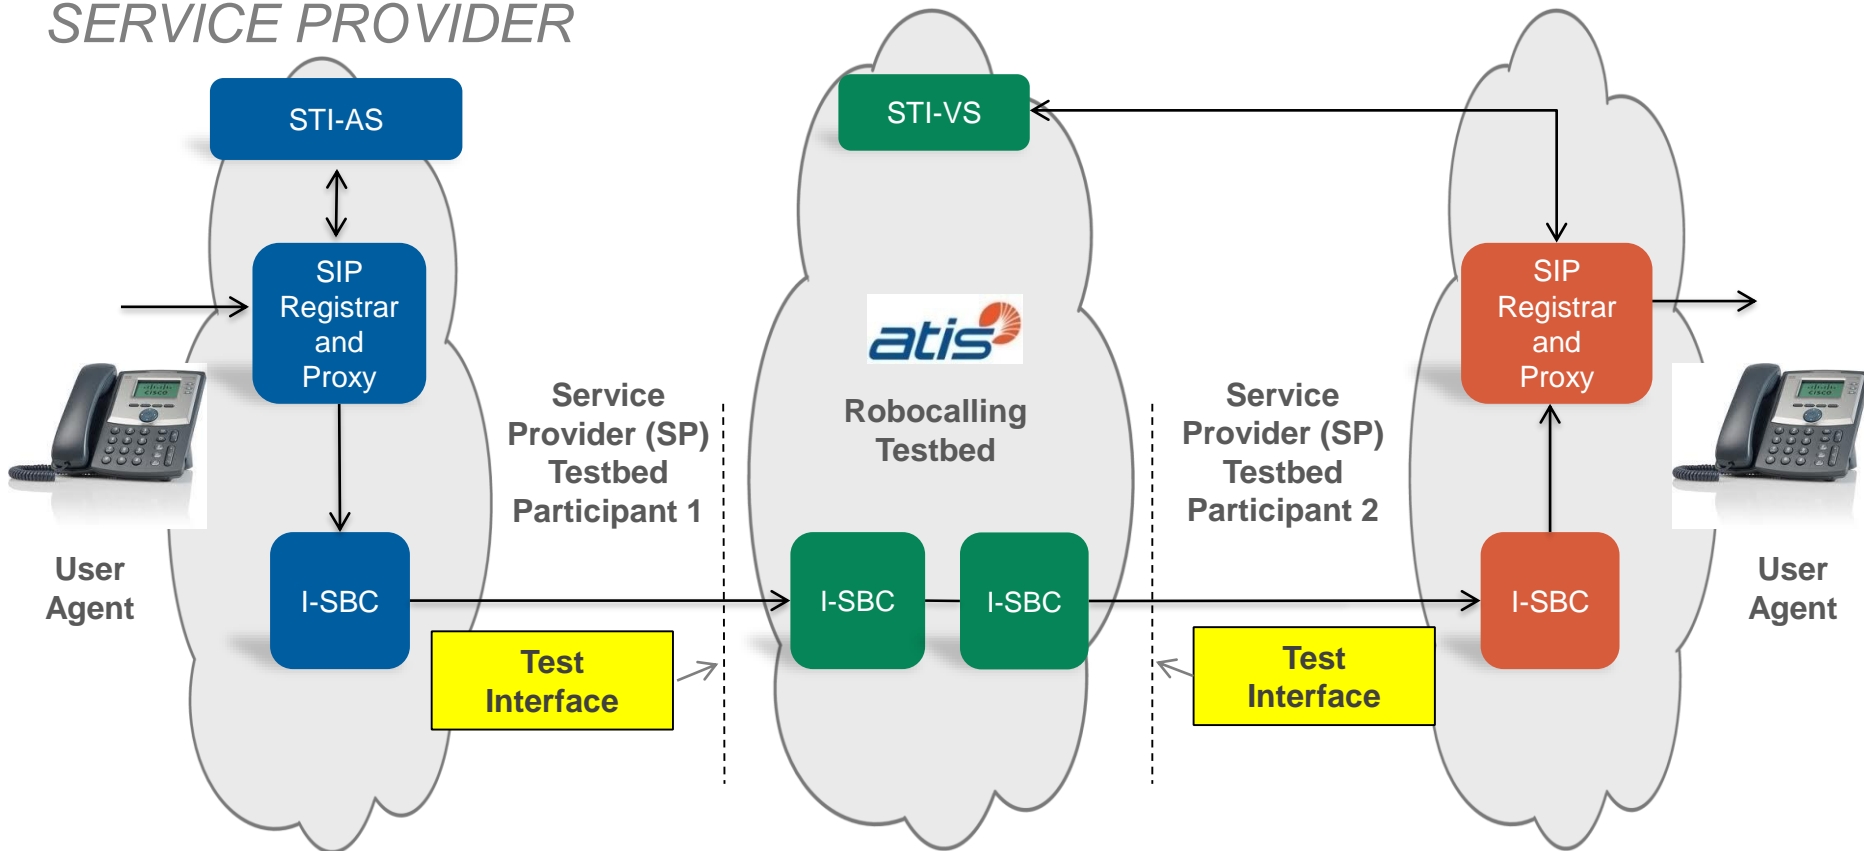 SERVICE PROVIDER
STI-AS
STI-VS
SIP
Registrar
and
Proxy
SIP
Registrar
and
Proxy
atis
CISCO
CISCO
Service
Provider (SP)
Testbed
Participant 1
Robocalling
Testbed
Service
Provider (SP)
Testbed
Participant 2
User
Agent
I-SBC
I-SBC
I-SBC
I-SBC
User
Agent
Test
Interface
Test
Interface